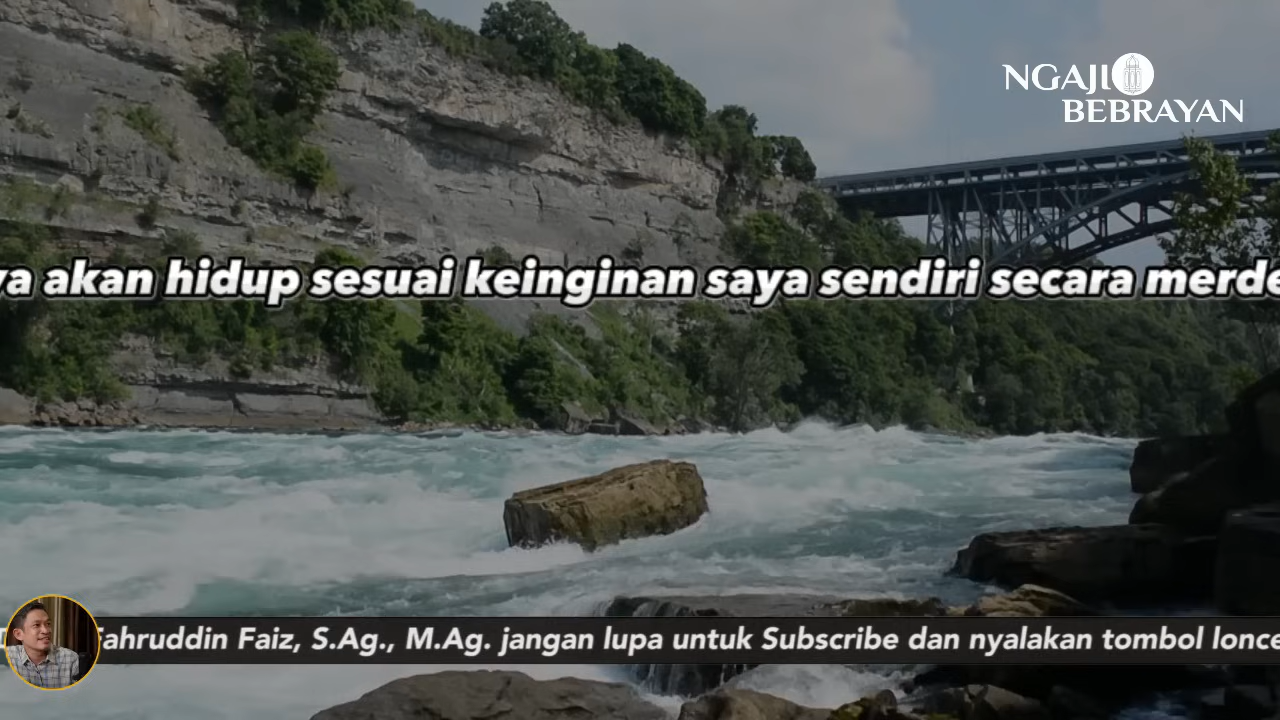 NGAJI
BEBRAYAN
ya akan hidup sesuai keinginan saya sendiri secara merde
Fahruddin Faiz, S.Ag., M.Ag. jangan lupa untuk Subscribe dan nyalakan tombol lonce